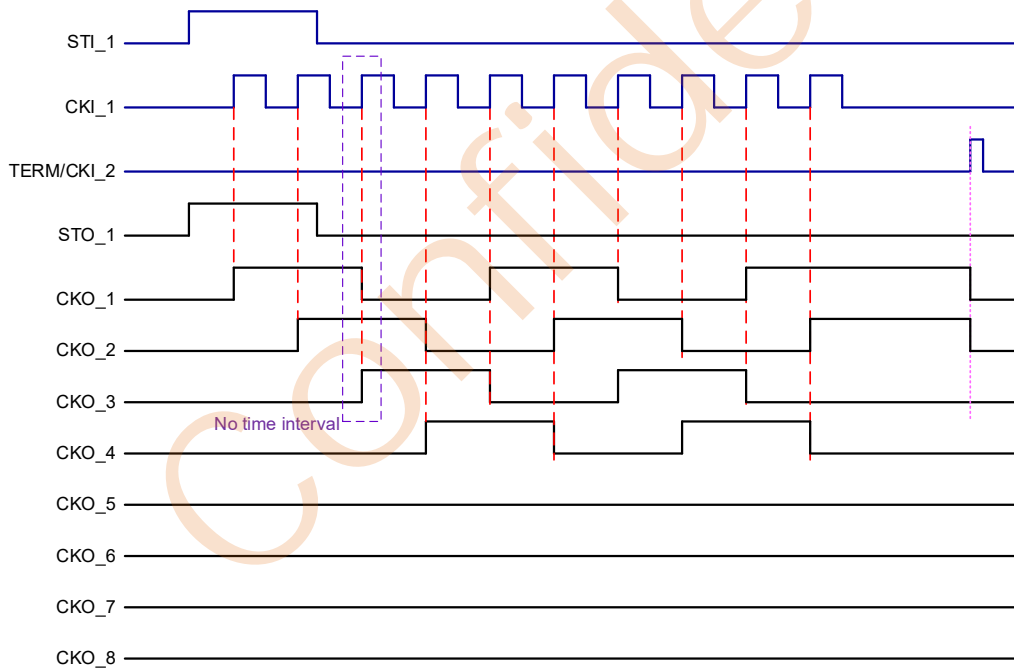 STI_1
CKI_1
TERM/CKI_2
STO_1
CKO_1
CKO_2
CKO_3
No time interval
CKO_4
CKO_5
CKO_6
CKO_7
CKO_8
Confide